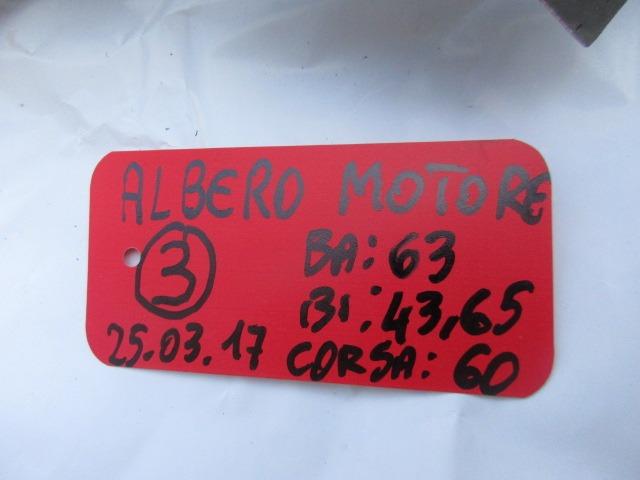 ALBERO MOTORE
3 BA: 63
BI: 43,65
25.03.17 CORSA: 60